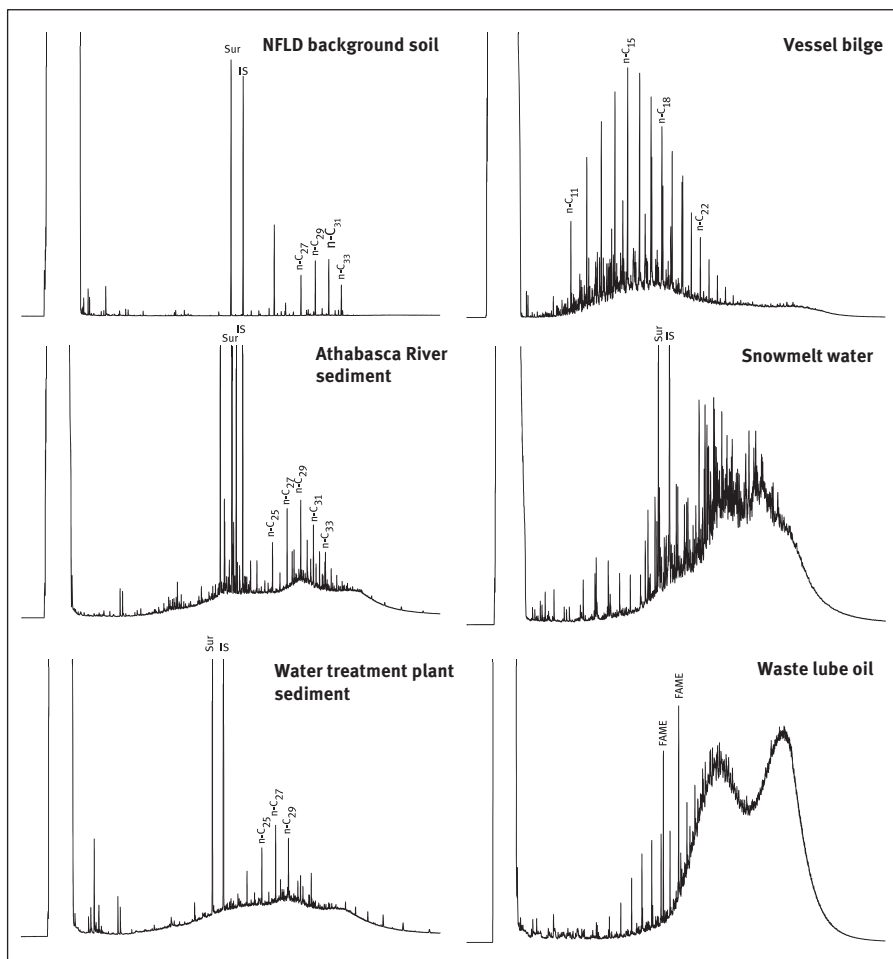 NFLD background soil
Sur
IS
n-C₂₇
n-C₂₉
n-C₃₁
n-C₃₃
Vessel bilge
n-C₁₁
n-C₁₅
n-C₁₈
n-C₂₂
Athabasca River
sediment
IS
Sur
n-C₂₅
n-C₂₇
n-C₂₉
n-C₃₁
n-C₃₃
Snowmelt water
Sur
IS
Water treatment plant
sediment
Sur
IS
n-C₂₅
n-C₂₇
n-C₂₉
Waste lube oil
FAME
FAME